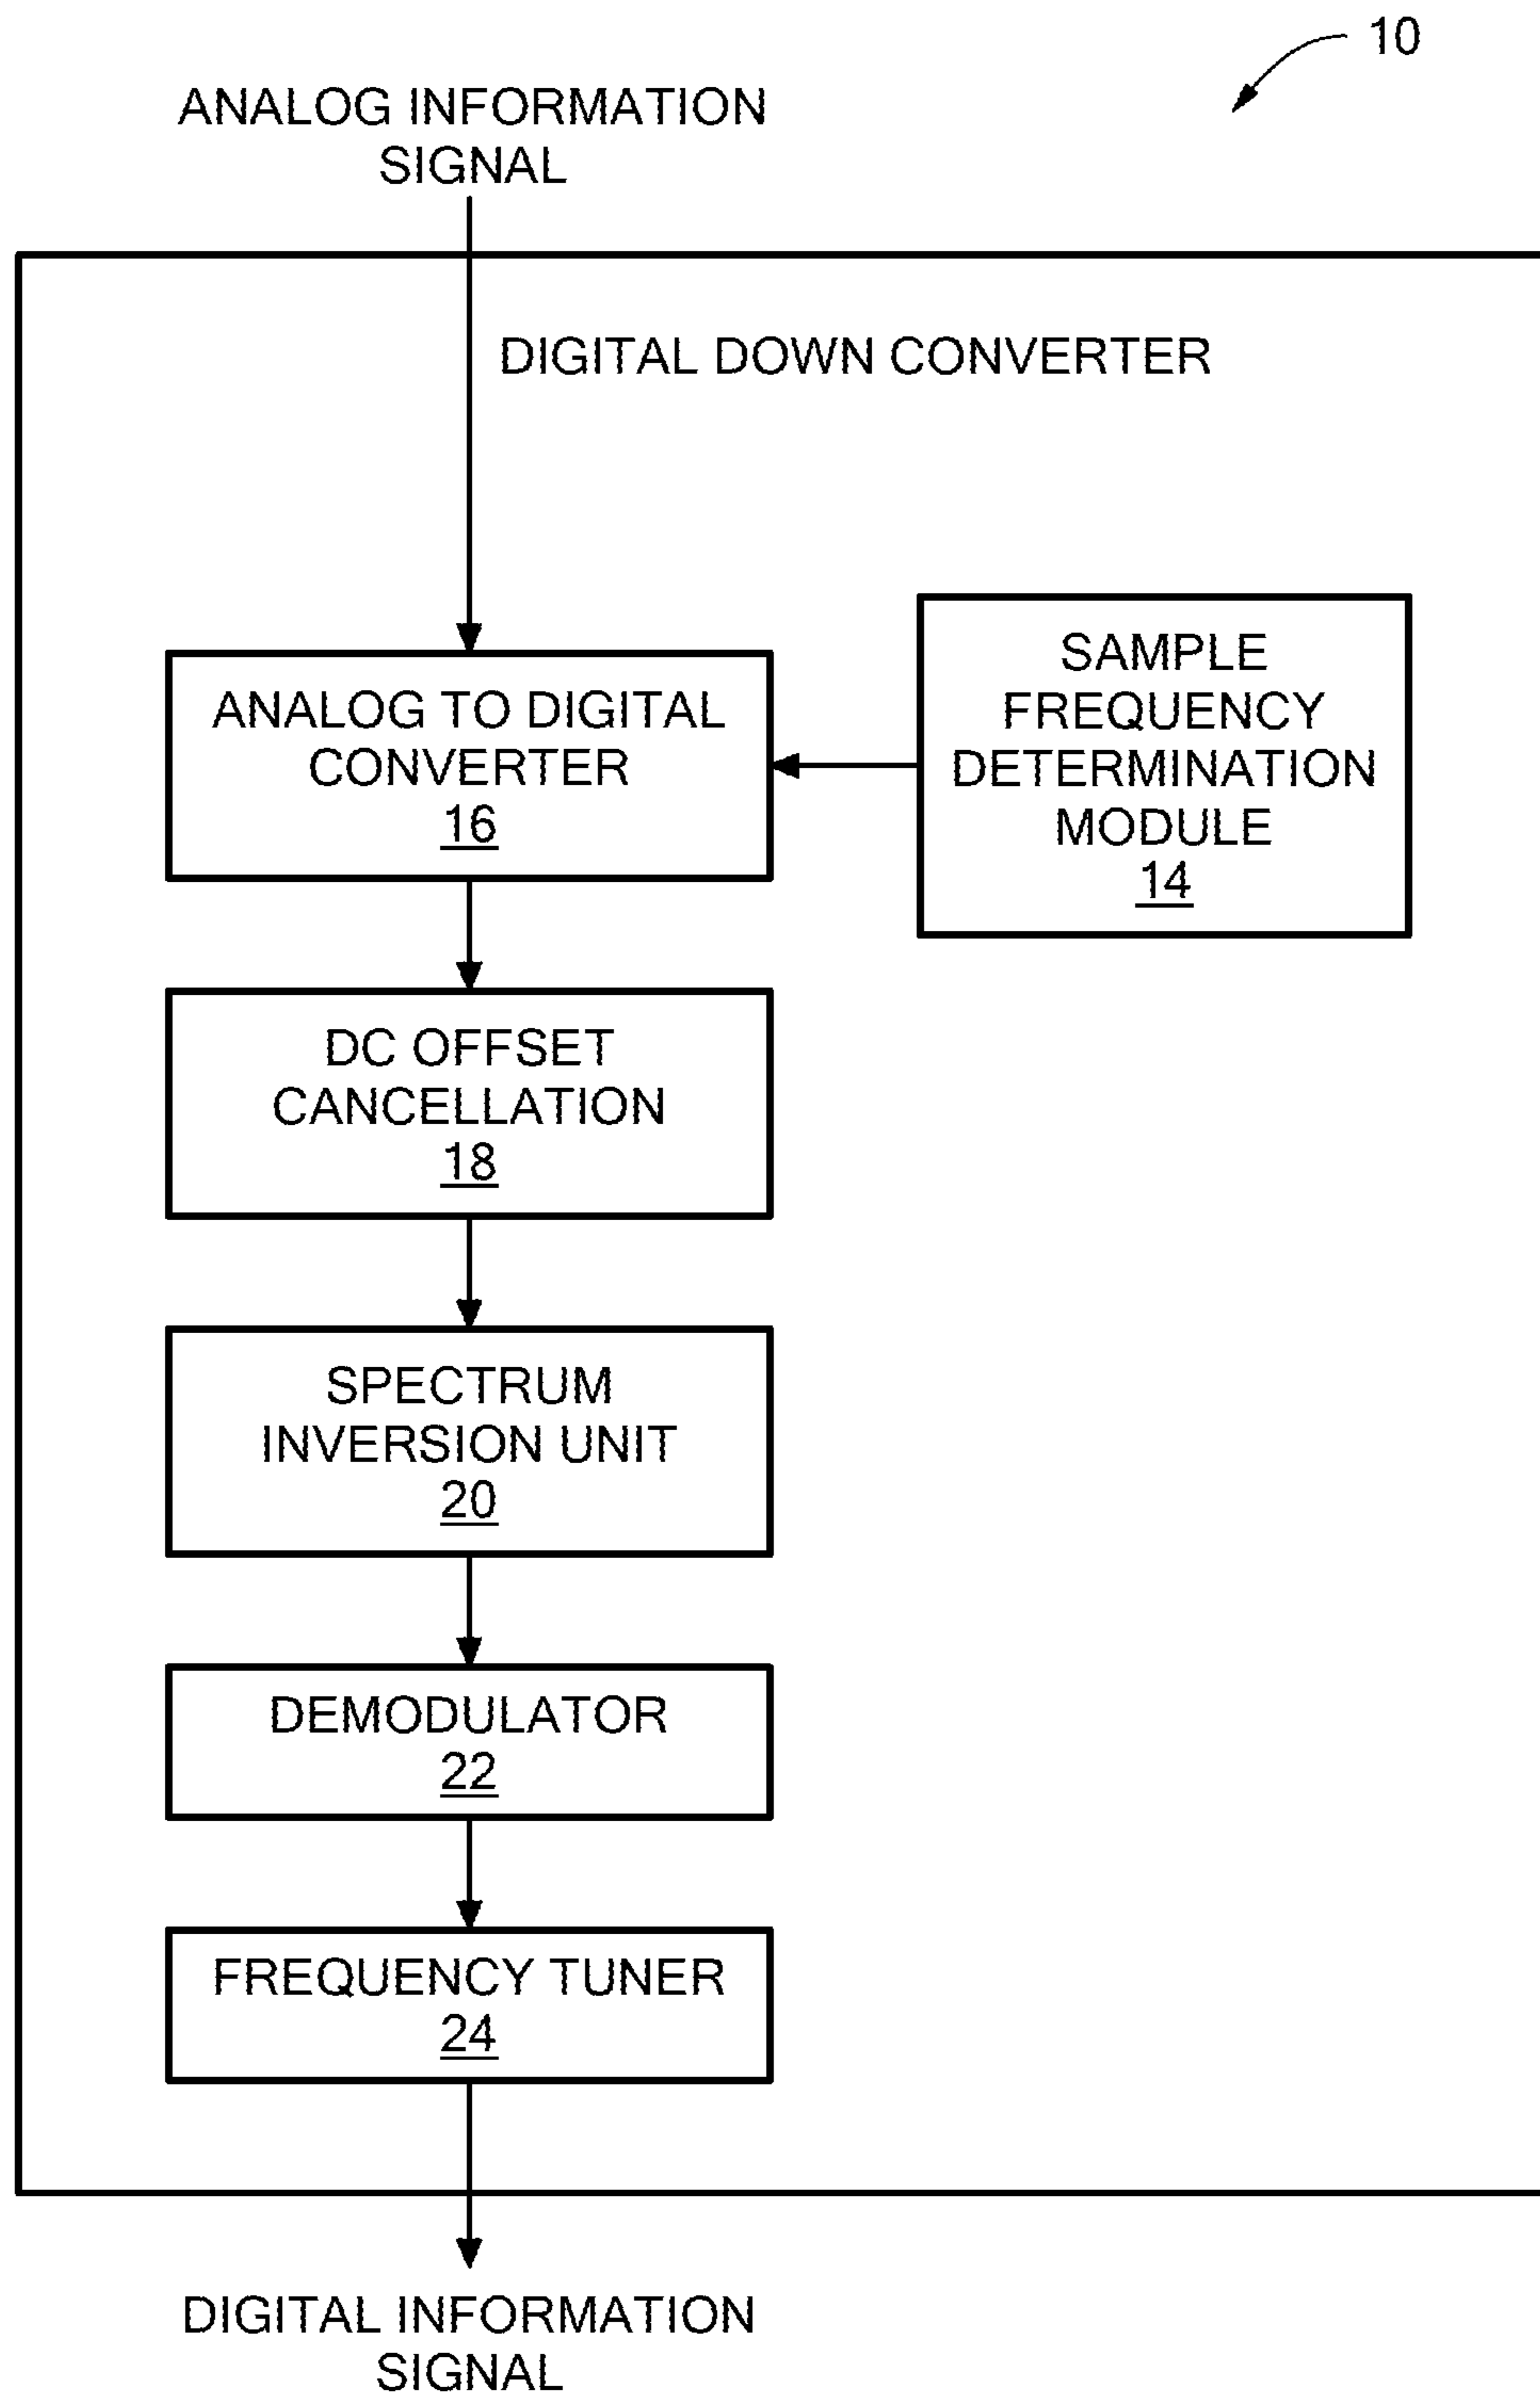 10
ANALOG INFORMATION
SIGNAL
DIGITAL DOWN CONVERTER
ANALOG TO DIGITAL
CONVERTER
16
SAMPLE
FREQUENCY
DETERMINATION
MODULE
14
DC OFFSET
CANCELLATION
18
SPECTRUM
INVERSION UNIT
20
DEMODULATOR
22
FREQUENCY TUNER
24
DIGITAL INFORMATION
SIGNAL